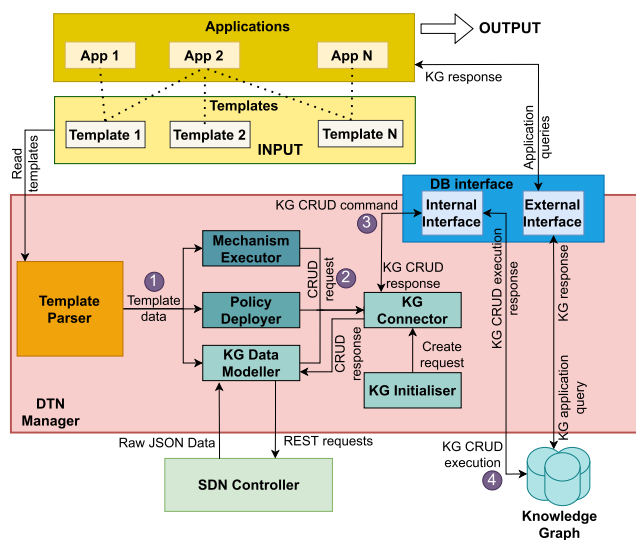 Applications
App 1
App 2
App N
OUTPUT
KG response
Templates
Template 1
Template 2
Template N
INPUT
Read
templates
Application
queries
DB interface
Internal
Interface
External
Interface
KG CRUD command
3
Mechanism
Executor
CRUD
request
2
KG CRUD
response
KG CRUD execution
response
KG response
Template
Parser
1
Template
data
Policy
Deployer
KG
Connector
CRUD
response
Create
request
KG Data
Modeller
KG Initialiser
KG application
query
DTN
Manager
Raw JSON Data
REST requests
KG CRUD
execution
4
SDN Controller
Knowledge
Graph